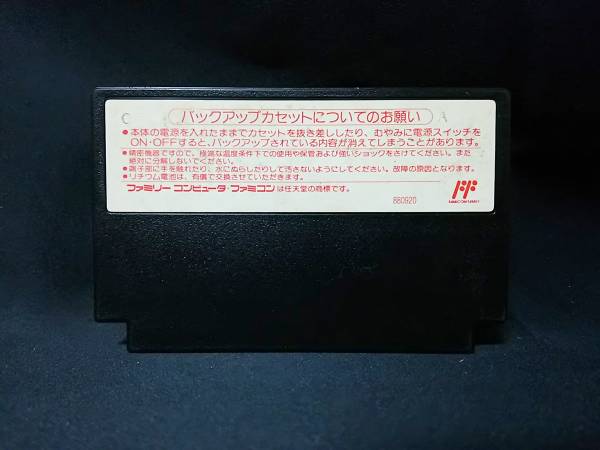 C
バックアップカセットについてのお願い
A
●本体の電源を入れたままでカセットを抜き差ししたり、むやみに電源スイッチを
ON・OFFすると、バックアップされている内容が消えてしまうことがあります。
●精密機器ですので、極端な温度条件下での使用や保管および強いショックをさけてください。また
絶対に分解しないでください。
●端子部に手を触れたり、水にぬらしたりして汚さないようにしてください。故障の原因となります。
●リチウム電池は、有償で交換させていただきます。
ファミリー コンピュータ・ファミコンは任天堂の商標です。
880920
FAMICOM FAMILY